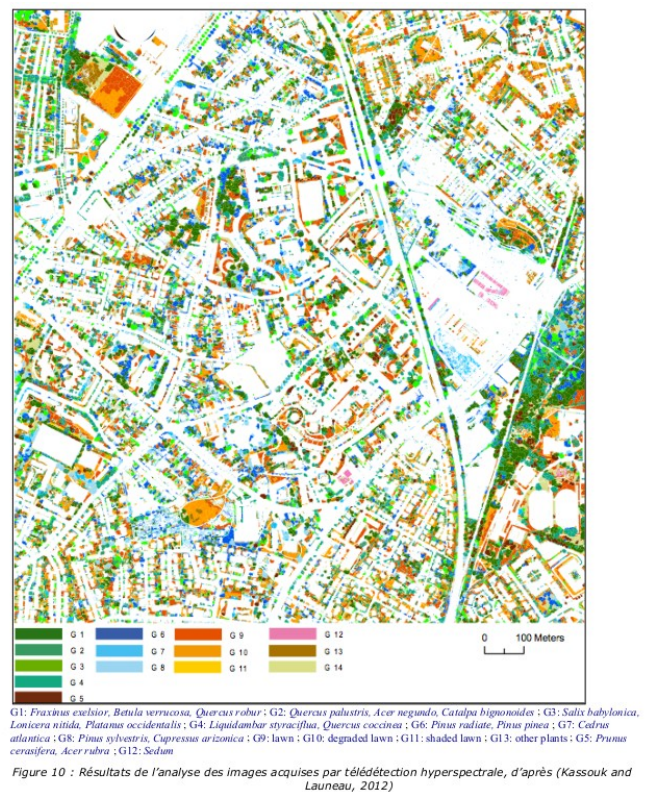 G 1 G 6 G 9 G 12
G 2 G 7 G 10 G 13
G 3 G 8 G 11 G 14
G 4
G 5
0 100 Meters
G1: Fraxinus exelsior, Betula verrucosa, Quercus robur ; G2: Quercus palustris, Acer negundo, Catalpa bignonoides ; G3: Salix babylonica,
Lonicera nitida, Platanus occidentalis ; G4: Liquidambar styraciflua, Quercus coccinea ; G6: Pinus radiate, Pinus pinea ; G7: Cedrus
atlantica ; G8: Pinus sylvestris, Cupressus arizonica ; G9: lawn ; G10: degraded lawn ; G11: shaded lawn ; G13: other plants ; G5: Prunus
cerasifera, Acer rubra ; G12: Sedum
Figure 10 : Résultats de l'analyse des images acquises par télédétection hyperspectrale, d'après (Kassouk and
Launeau, 2012)